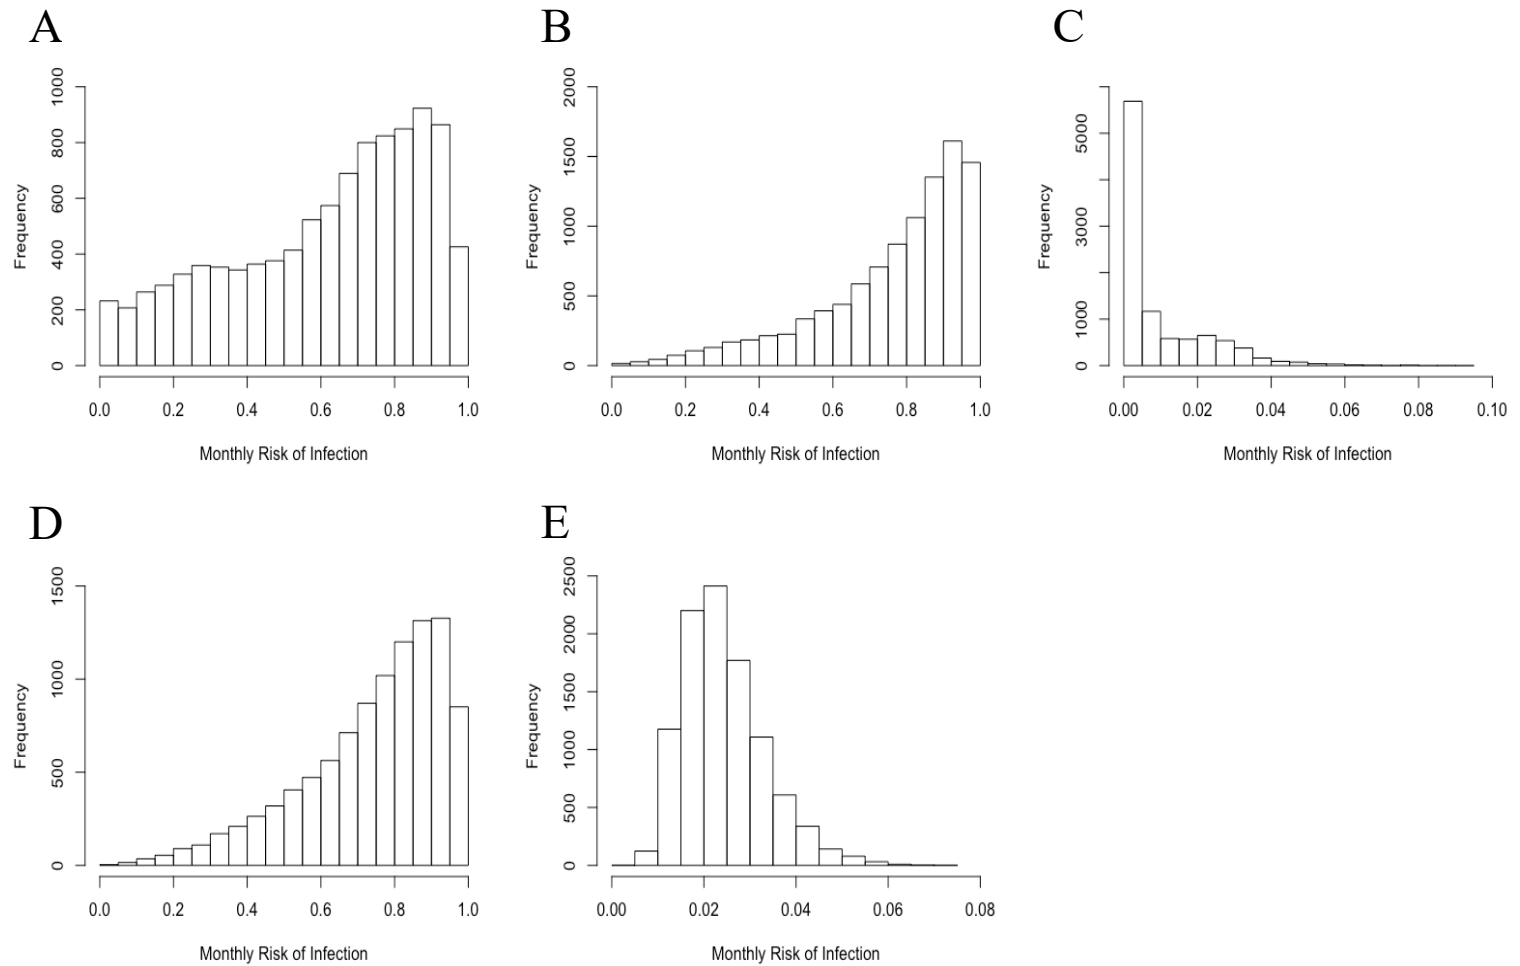 A
B
C
Frequency
0
200
400
600
800
1000
0.0 0.2 0.4 0.6 0.8 1.0
Monthly Risk of Infection
Frequency
0
500
1000
1500
2000
0.0 0.2 0.4 0.6 0.8 1.0
Monthly Risk of Infection
Frequency
0
1000
3000
5000
0.00 0.02 0.04 0.06 0.08 0.10
Monthly Risk of Infection
D
E
Frequency
0
500
1000
1500
0.0 0.2 0.4 0.6 0.8 1.0
Monthly Risk of Infection
Frequency
0
500
1000
1500
2000
2500
0.00 0.02 0.04 0.06 0.08
Monthly Risk of Infection